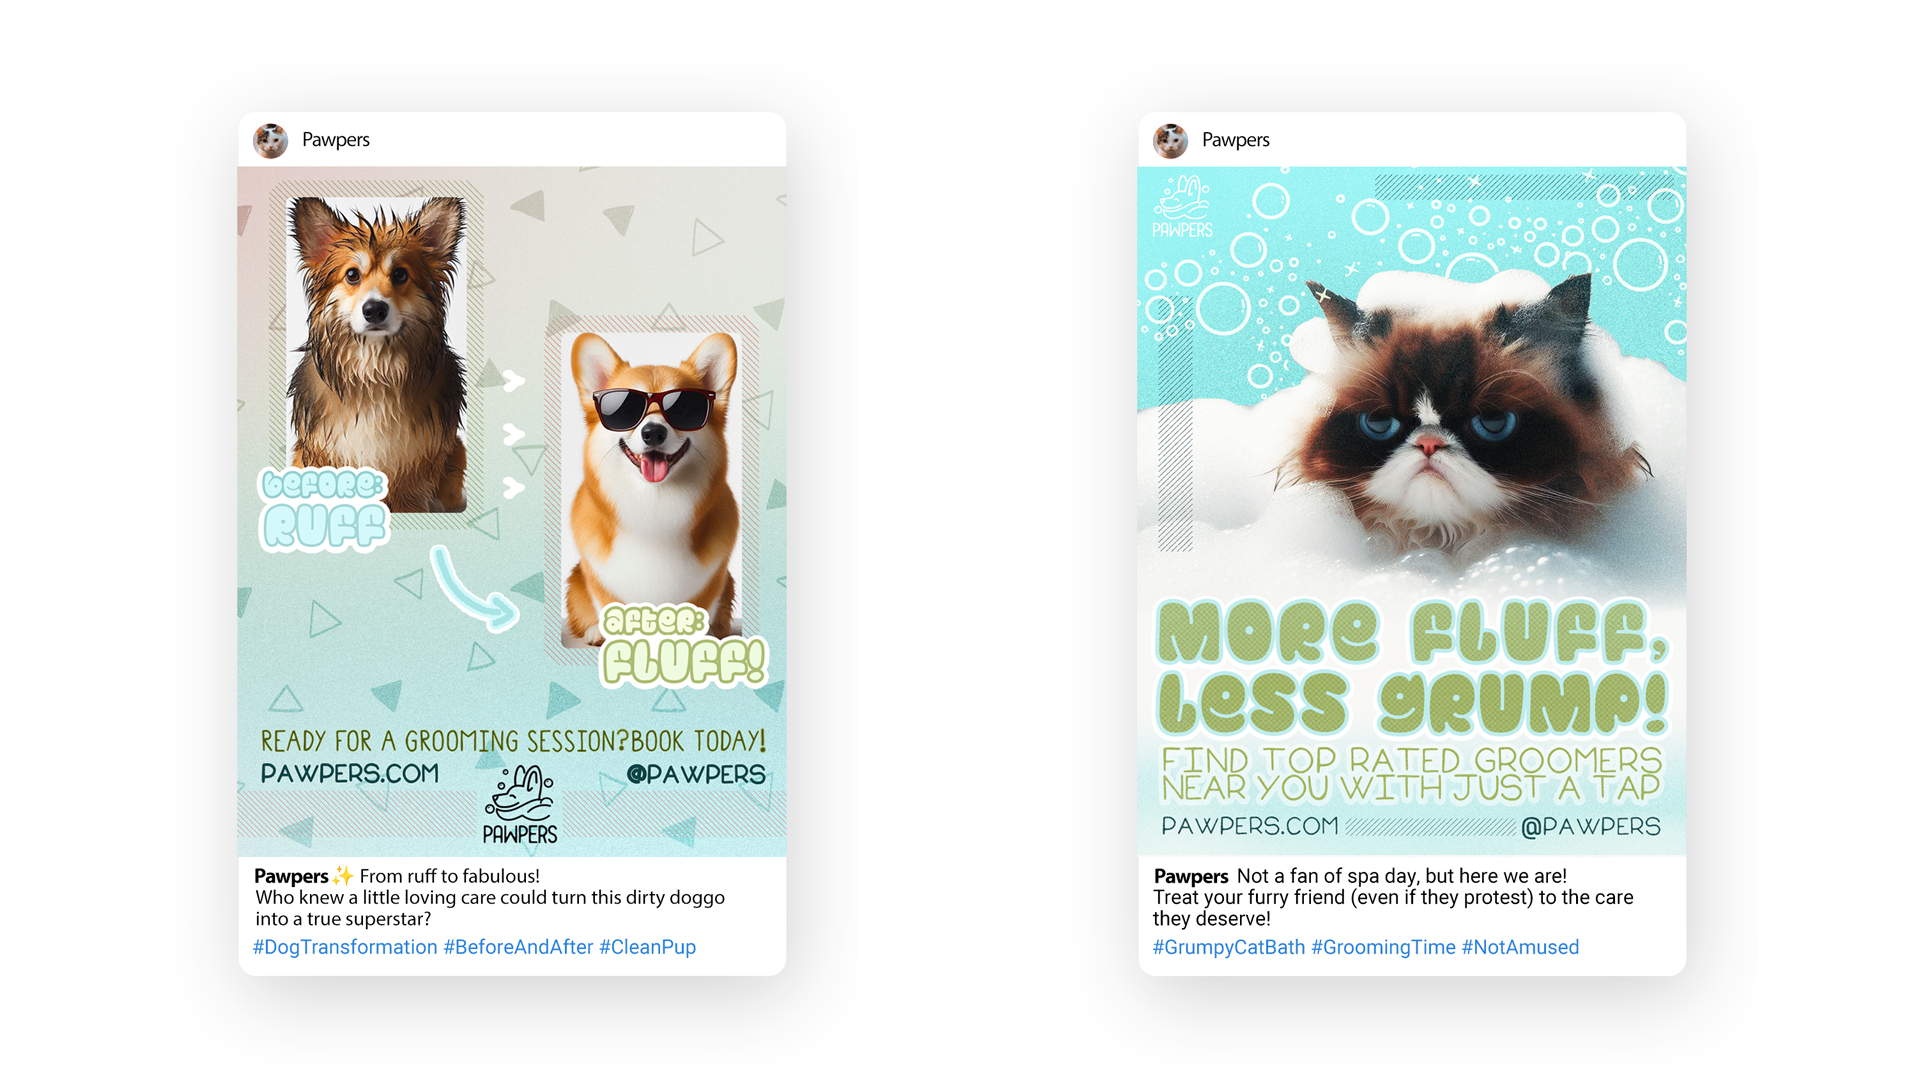 Pawpers
before:
RUFF
after:
FLUFF!
READY FOR A GROOMING SESSION?BOOK TODAY!
PAWPERS.COM
@PAWPERS
PAWPERS
Pawpers✨ From ruff to fabulous!
Who knew a little loving care could turn this dirty doggo
into a true superstar?
#DogTransformation #BeforeAndAfter #CleanPup
Pawpers
PAWPERS
MORE FLUFF,
LESS GRUMP!
FIND TOP RATED GROOMERS
NEAR YOU WITH JUST A TAP
PAWPERS.COM
@PAWPERS
Pawpers Not a fan of spa day, but here we are!
Treat your furry friend (even if they protest) to the care
they deserve!
#GrumpyCatBath #GroomingTime #NotAmused